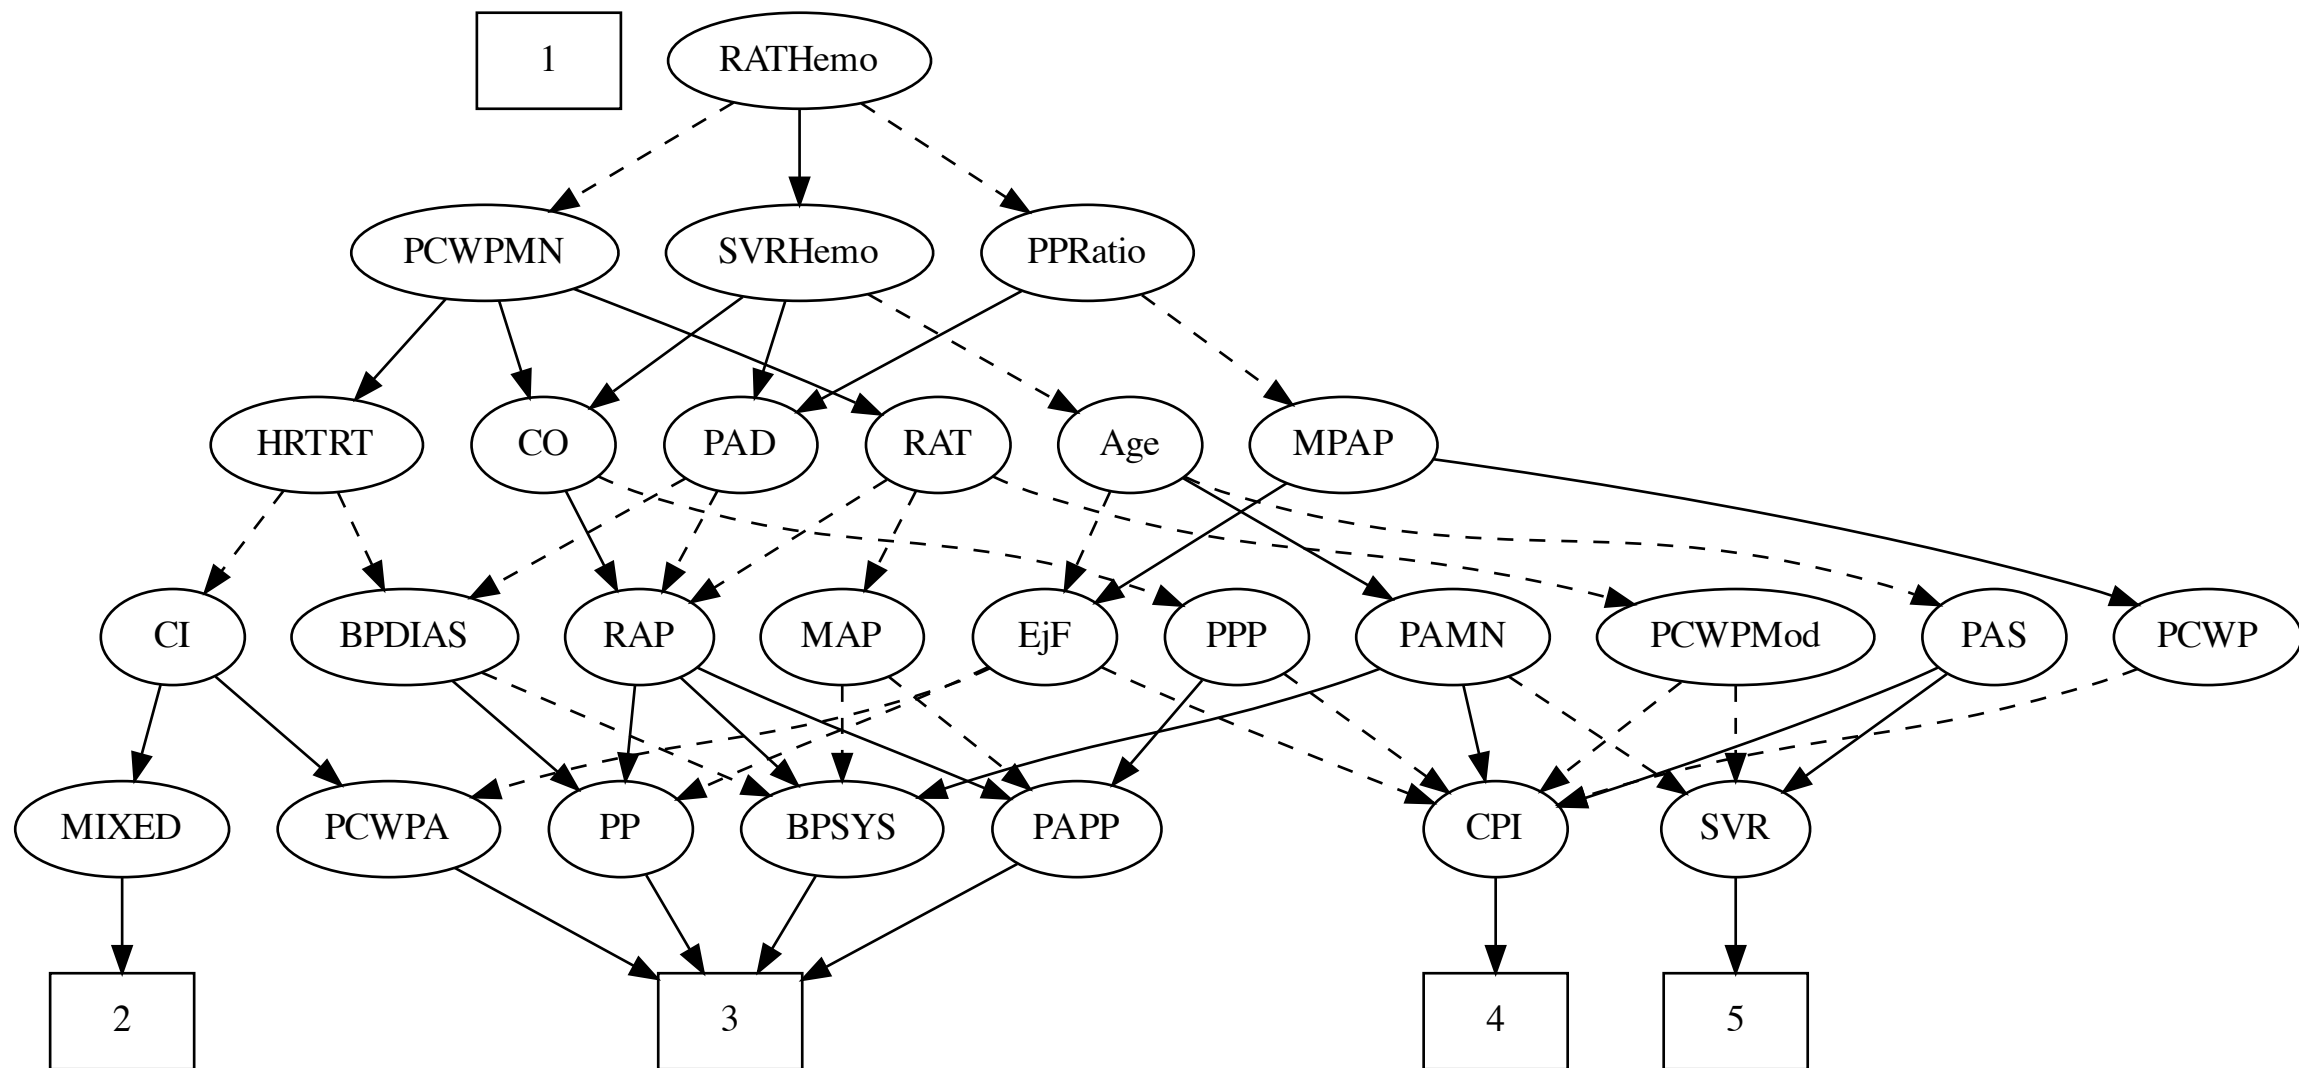 1
RATHemo
PCWPMN
SVRHemo
PPRatio
HRTRT
CO
PAD
RAT
Age
MPAP
CI
BPDIAS
RAP
MAP
EjF
PPP
PAMN
PCWPMod
PAS
PCWP
MIXED
PCWPA
PP
BPSYS
PAPP
CPI
SVR
2
3
4
5